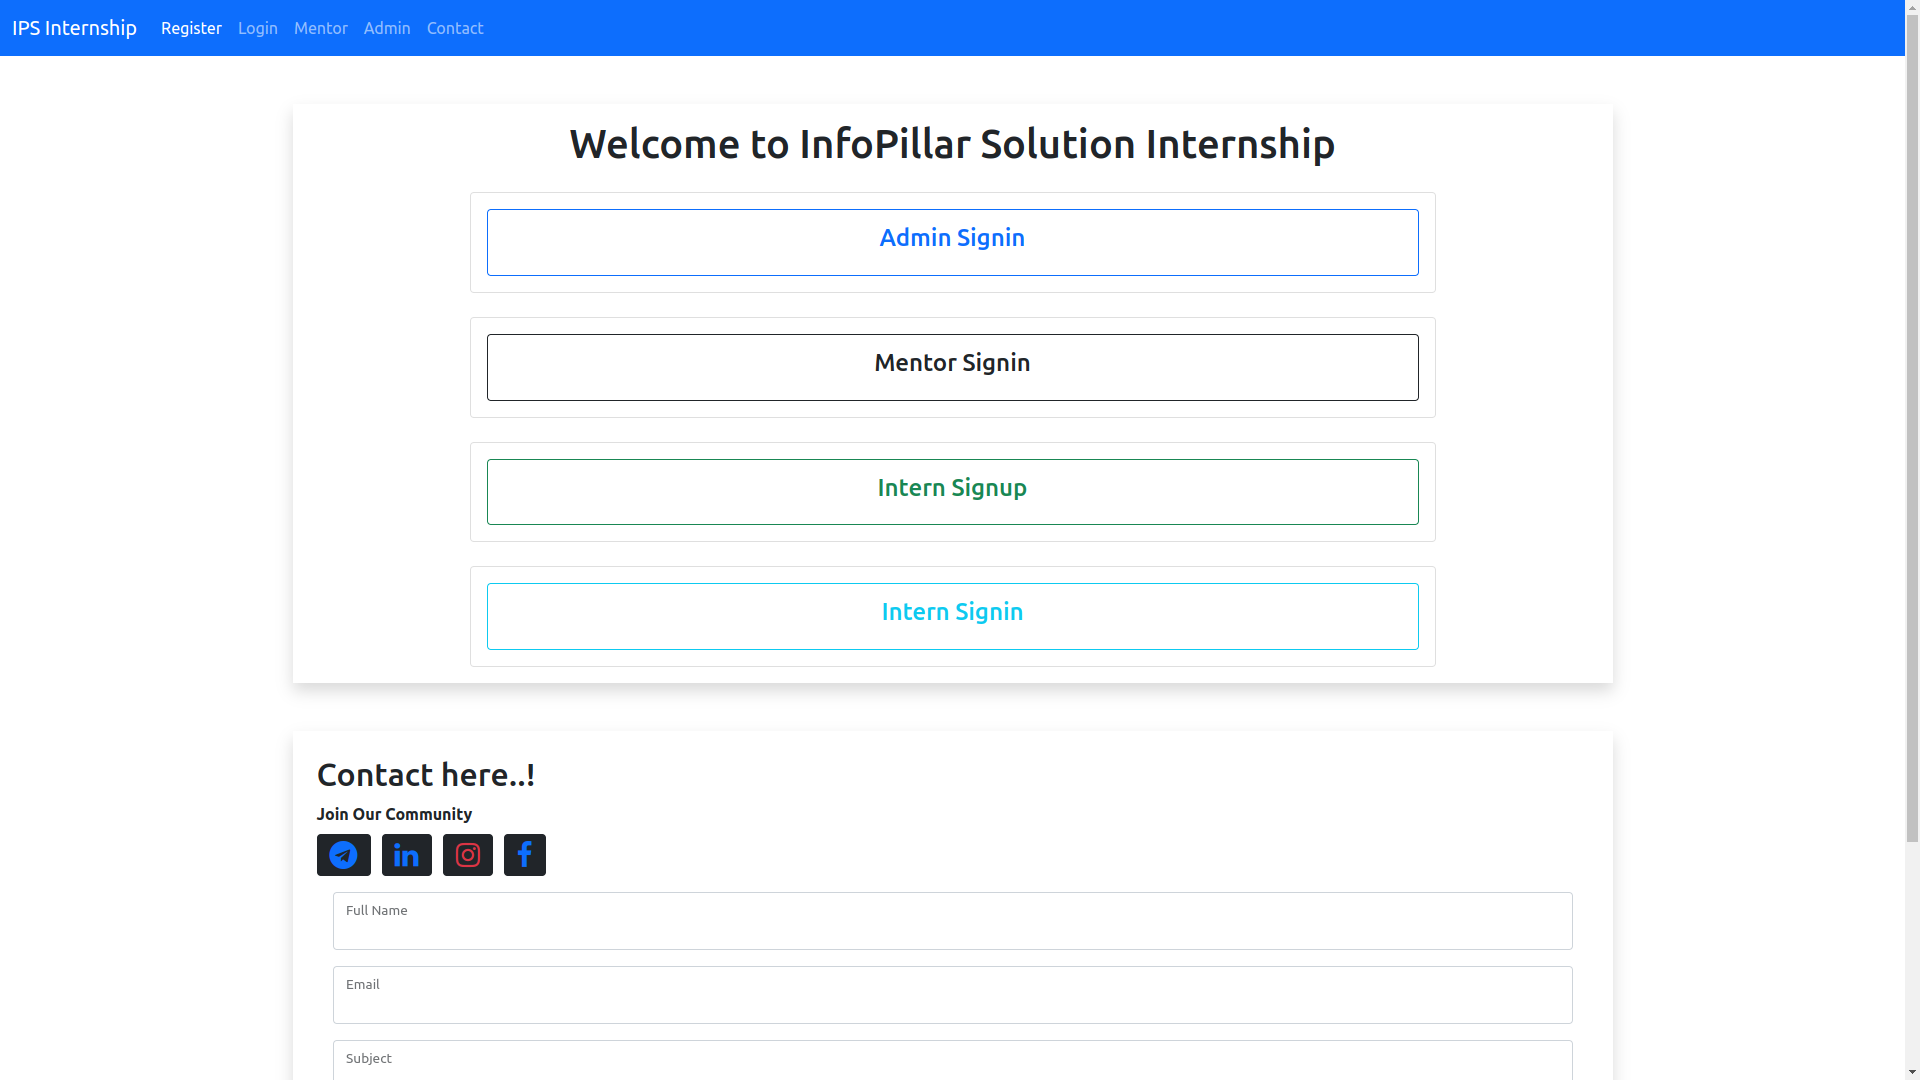 IPS Internship Register Login Mentor Admin Contact
Welcome to InfoPillar Solution Internship
Admin Signin
Mentor Signin
Intern Signup
Intern Signin
Contact here..!
Join Our Community
Full Name
Email
Subject